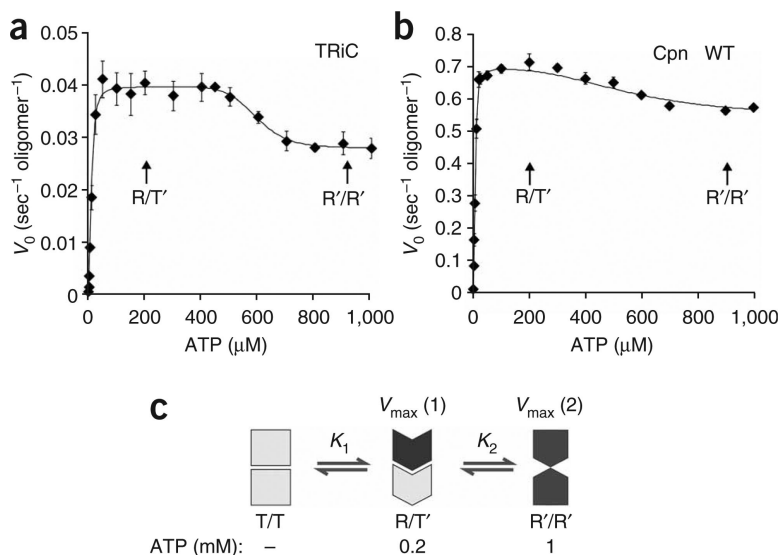 a
TRiC
V₀ (sec⁻¹ oligomer⁻¹)
0.05
0.04
0.03
0.02
0.01
0
R/T′
R′/R′
0 200 400 600 800 1,000
ATP (μM)
b
Cpn WT
V₀ (sec⁻¹ oligomer⁻¹)
0.8
0.7
0.6
0.5
0.4
0.3
0.2
0.1
0
R/T′
R′/R′
0 200 400 600 800 1,000
ATP (μM)
c
Vmax (1) Vmax (2)
K₁ K₂
T/T R/T′ R′/R′
ATP (mM): – 0.2 1